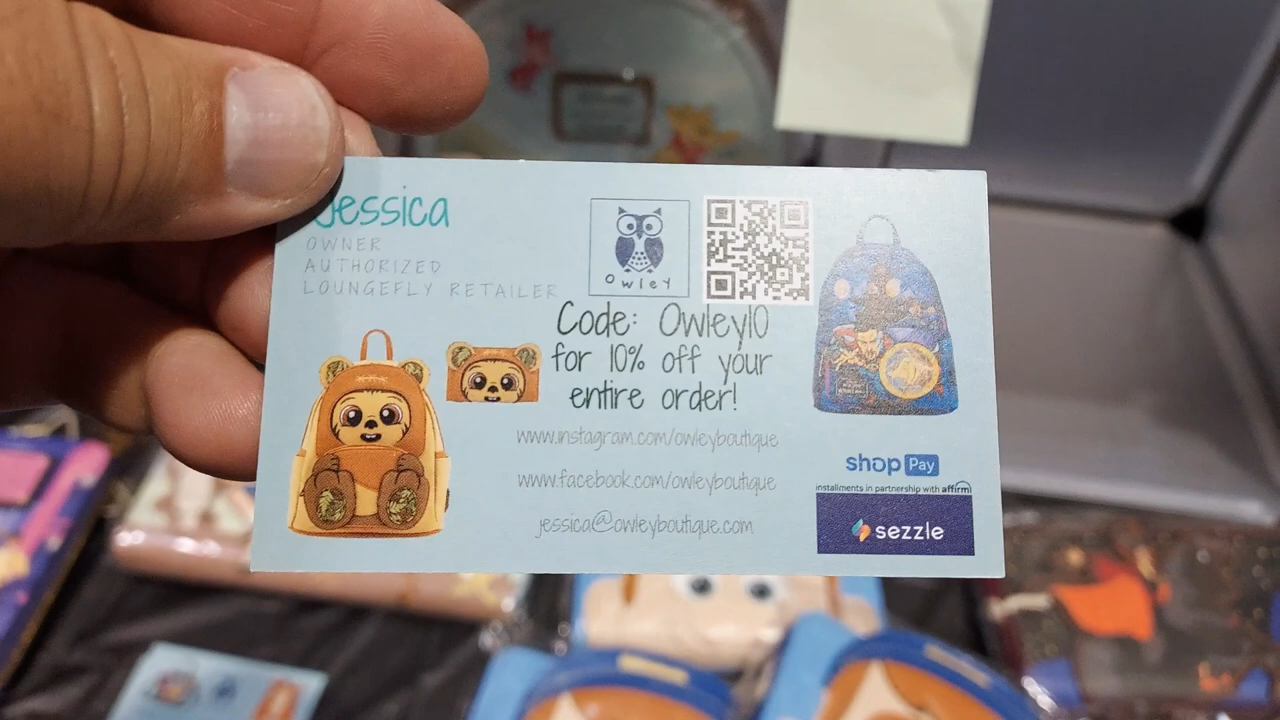 Jessica
OWNER
AUTHORIZED
LOUNGEFLY RETAILER
Owley
Code: Owley10
for 10% off your
entire order!
www.instagram.com/owleyboutique
www.facebook.com/owleyboutique
jessica@owleyboutique.com
shop Pay
installments in partnership with affirm
sezzle